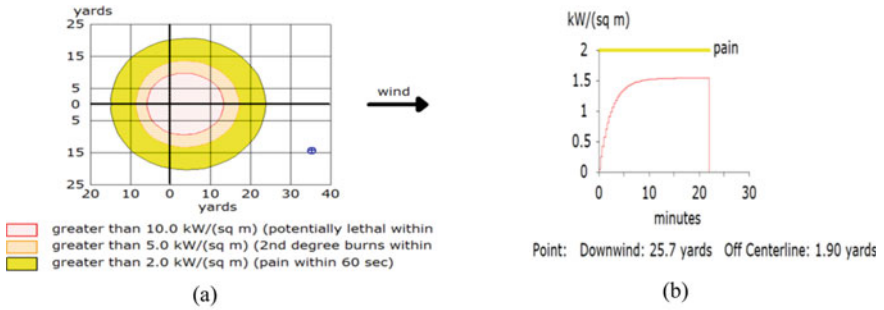 yards
25
15
5
0
5
15
25
20 10 0 10 20 30 40
yards
wind
greater than 10.0 kW/(sq m) (potentially lethal within
greater than 5.0 kW/(sq m) (2nd degree burns within
greater than 2.0 kW/(sq m) (pain within 60 sec)
(a)
kW/(sq m)
2
1.5
1
0.5
0
pain
0 10 20 30
minutes
Point: Downwind: 25.7 yards Off Centerline: 1.90 yards
(b)